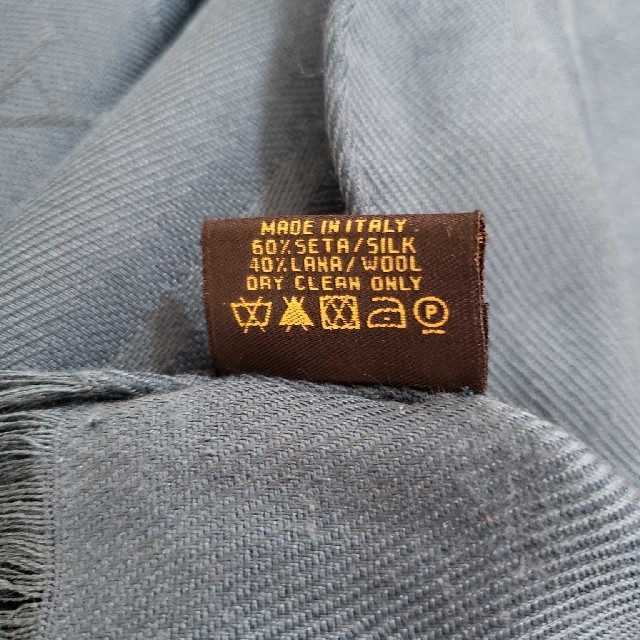 MADE IN ITALY
60%SETA/SILK
40%LANA/WOOL
DRY CLEAN ONLY
P